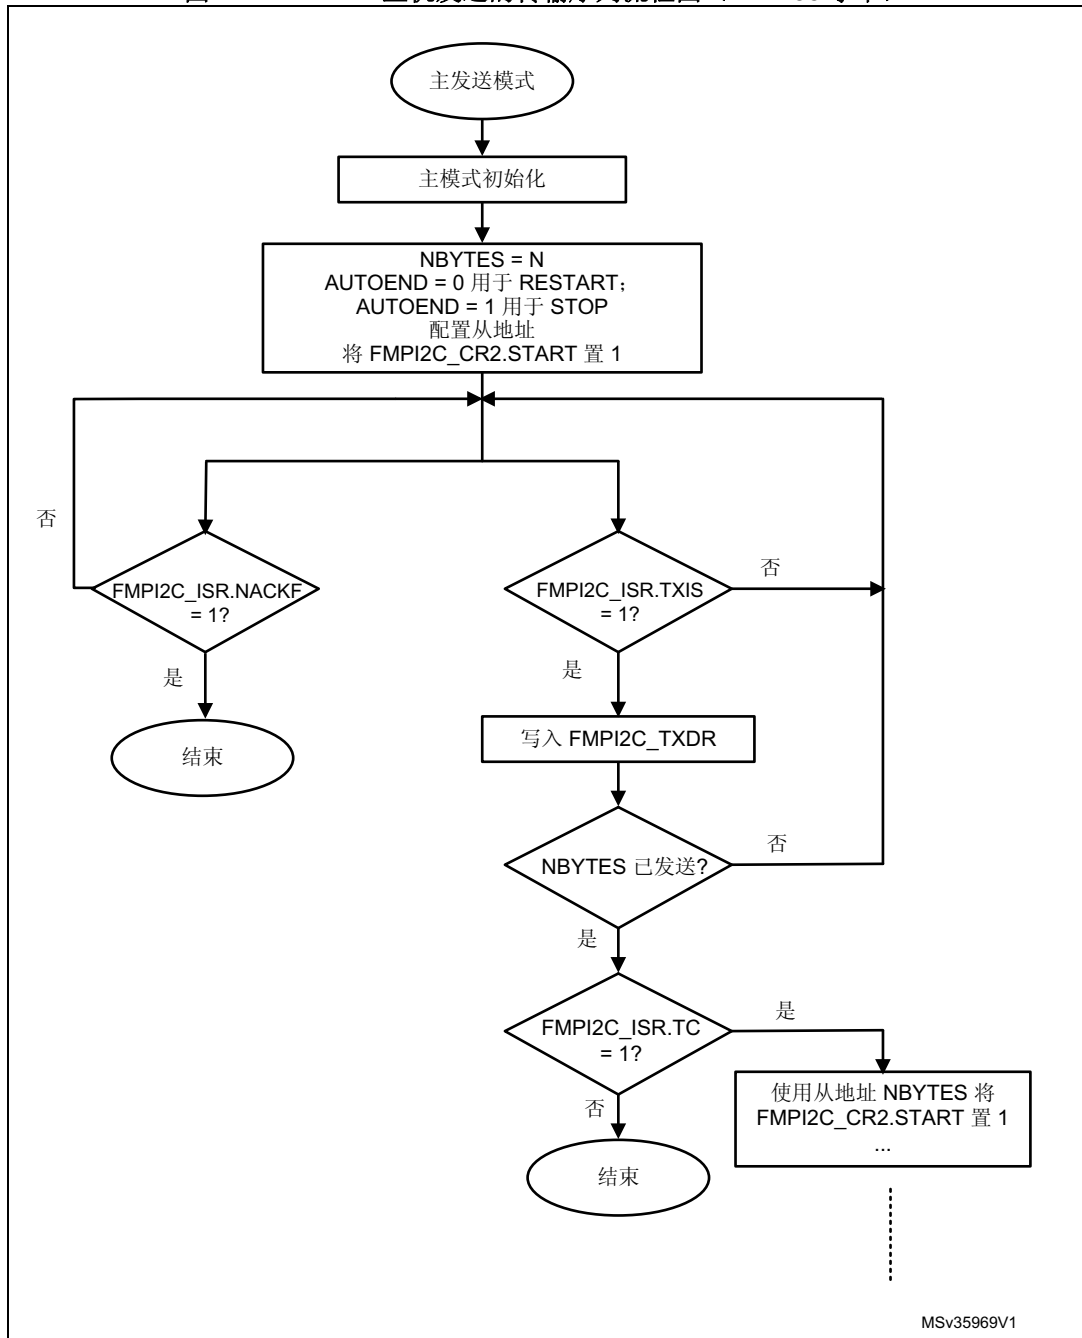 主发送模式
主模式初始化
NBYTES = N
AUTOEND = 0 用于 RESTART；
AUTOEND = 1 用于 STOP
配置从地址
将 FMPI2C_CR2.START 置 1
否
FMPI2C_ISR.NACKF
= 1?
是
结束
FMPI2C_ISR.TXIS
= 1?
否
是
写入 FMPI2C_TXDR
NBYTES 已发送?
否
是
FMPI2C_ISR.TC
= 1?
是
否
使用从地址 NBYTES 将
FMPI2C_CR2.START 置 1
...
结束
MSv35969V1